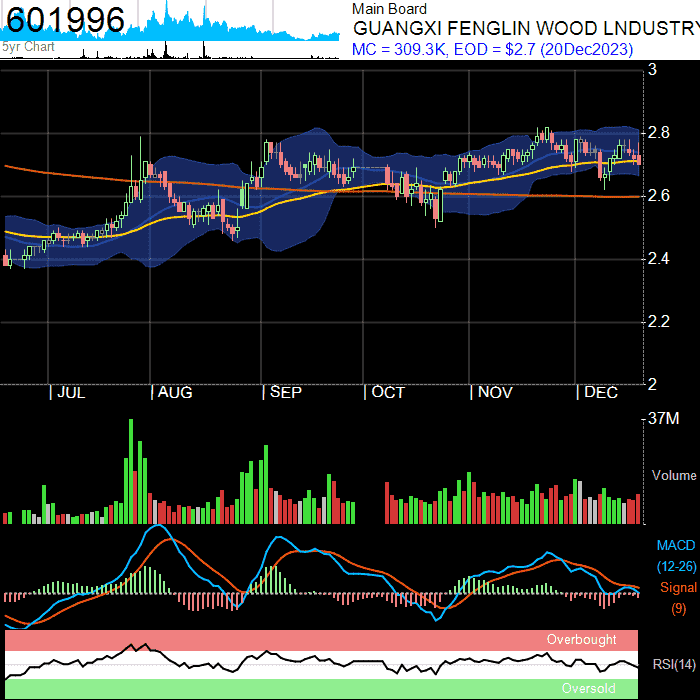 601996
5yr Chart
Main Board
GUANGXI FENGLIN WOOD LNDUSTRY
MC = 309.3K, EOD = $2.7 (20Dec2023)
3
2.8
2.6
2.4
2.2
2
JUL
AUG
SEP
OCT
NOV
DEC
37M
Volume
MACD
(12-26)
Signal
(9)
Overbought
RSI(14)
Oversold